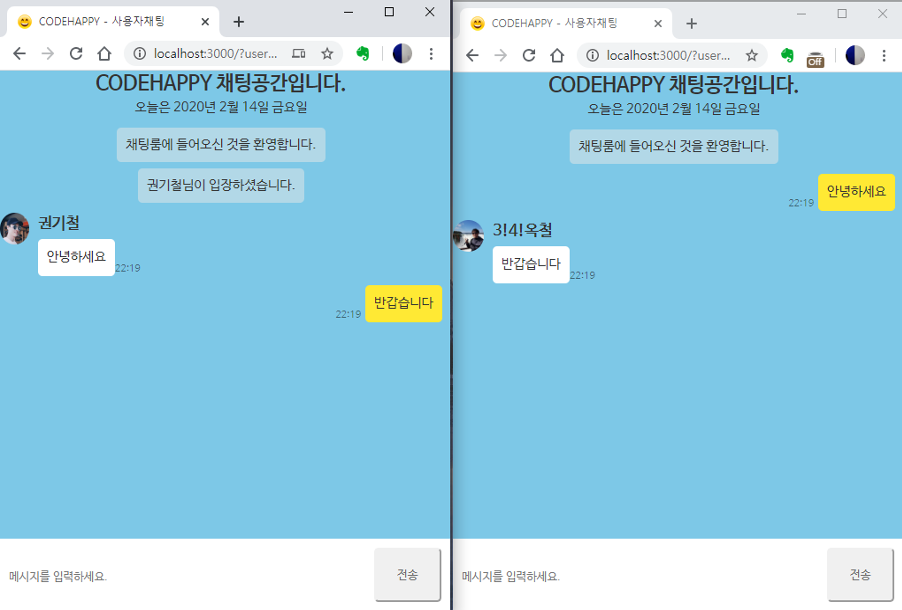 CODEHAPPY - 사용자채팅
localhost:3000/?user...
CODEHAPPY 채팅공간입니다.
오늘은 2020년 2월 14일 금요일
채팅룸에 들어오신 것을 환영합니다.
권기철님이 입장하셨습니다.
권기철
안녕하세요
22:19
22:19
반갑습니다
메시지를 입력하세요.
전송
CODEHAPPY - 사용자채팅
localhost:3000/?user...
Off
CODEHAPPY 채팅공간입니다.
오늘은 2020년 2월 14일 금요일
채팅룸에 들어오신 것을 환영합니다.
22:19
안녕하세요
3!4!옥철
반갑습니다
22:19
메시지를 입력하세요.
전송